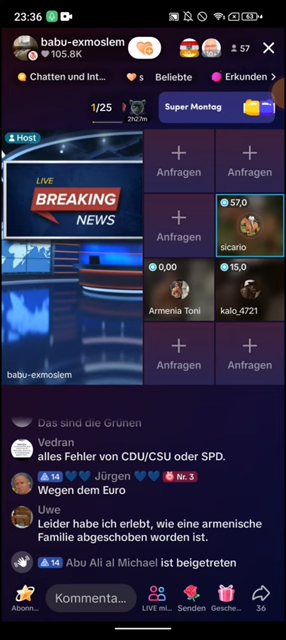 23:36
63
babu-exmoslem
105.8K
57
Chatten und Int...
s
Beliebte
Erkunden
1/25
2h27m
Super Montag
Host
LIVE
BREAKING
NEWS
babu-exmoslem
Anfragen
Anfragen
Anfragen
57,0
sicario
0,00
Armenia Toni
15,0
kalo_4721
Anfragen
Anfragen
Das sind die Grünen
Vedran
alles Fehler von CDU/CSU oder SPD.
14 💙💙 Jürgen 💙💙 Nr. 3
Wegen dem Euro
Uwe
Leider habe ich erlebt, wie eine armenische
Familie abgeschoben worden ist.
14 Abu Ali al Michael ist beigetreten
Abonn...
Kommenta...
LIVE mi...
Senden
Gesche...
36